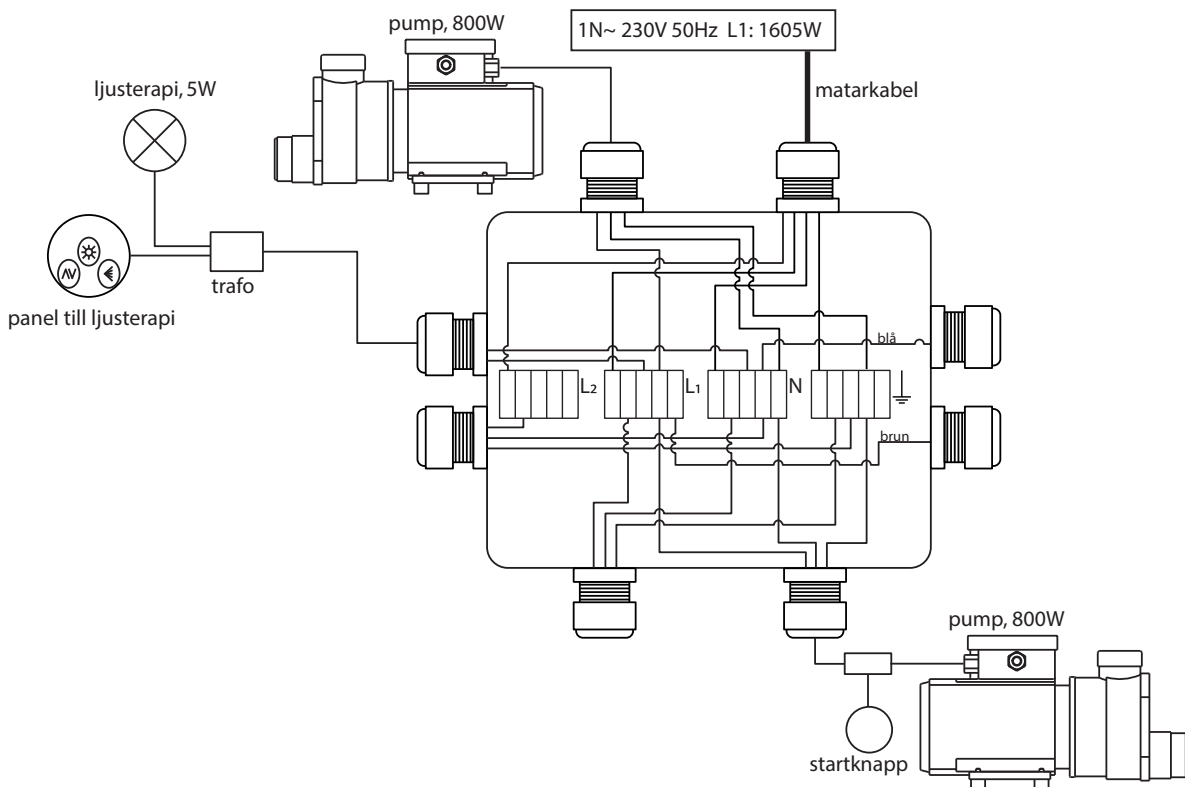 pump, 800W
1N~ 230V 50Hz L1: 1605W
ljusterapi, 5W
matarkabel
trafo
panel till ljusterapi
blå
L2
L1
N
brun
pump, 800W
startknapp